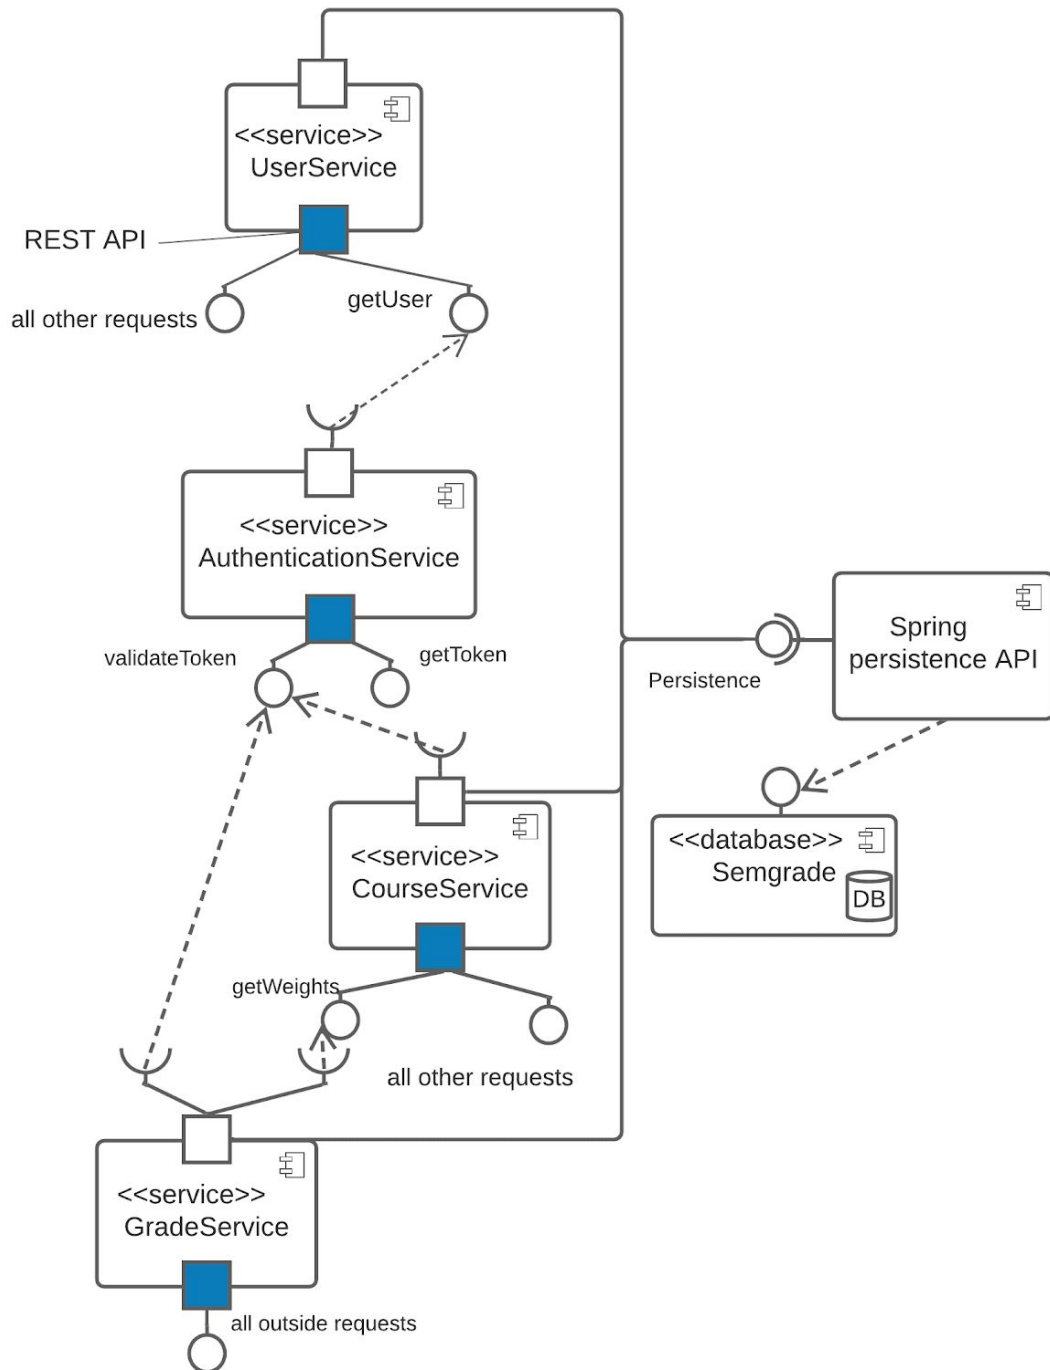 <<service>>
UserService
REST API
all other requests
getUser
<<service>>
AuthenticationService
validateToken
getToken
Spring
persistence API
Persistence
<<service>>
CourseService
<<database>>
Semgrade
DB
getWeights
all other requests
<<service>>
GradeService
all outside requests